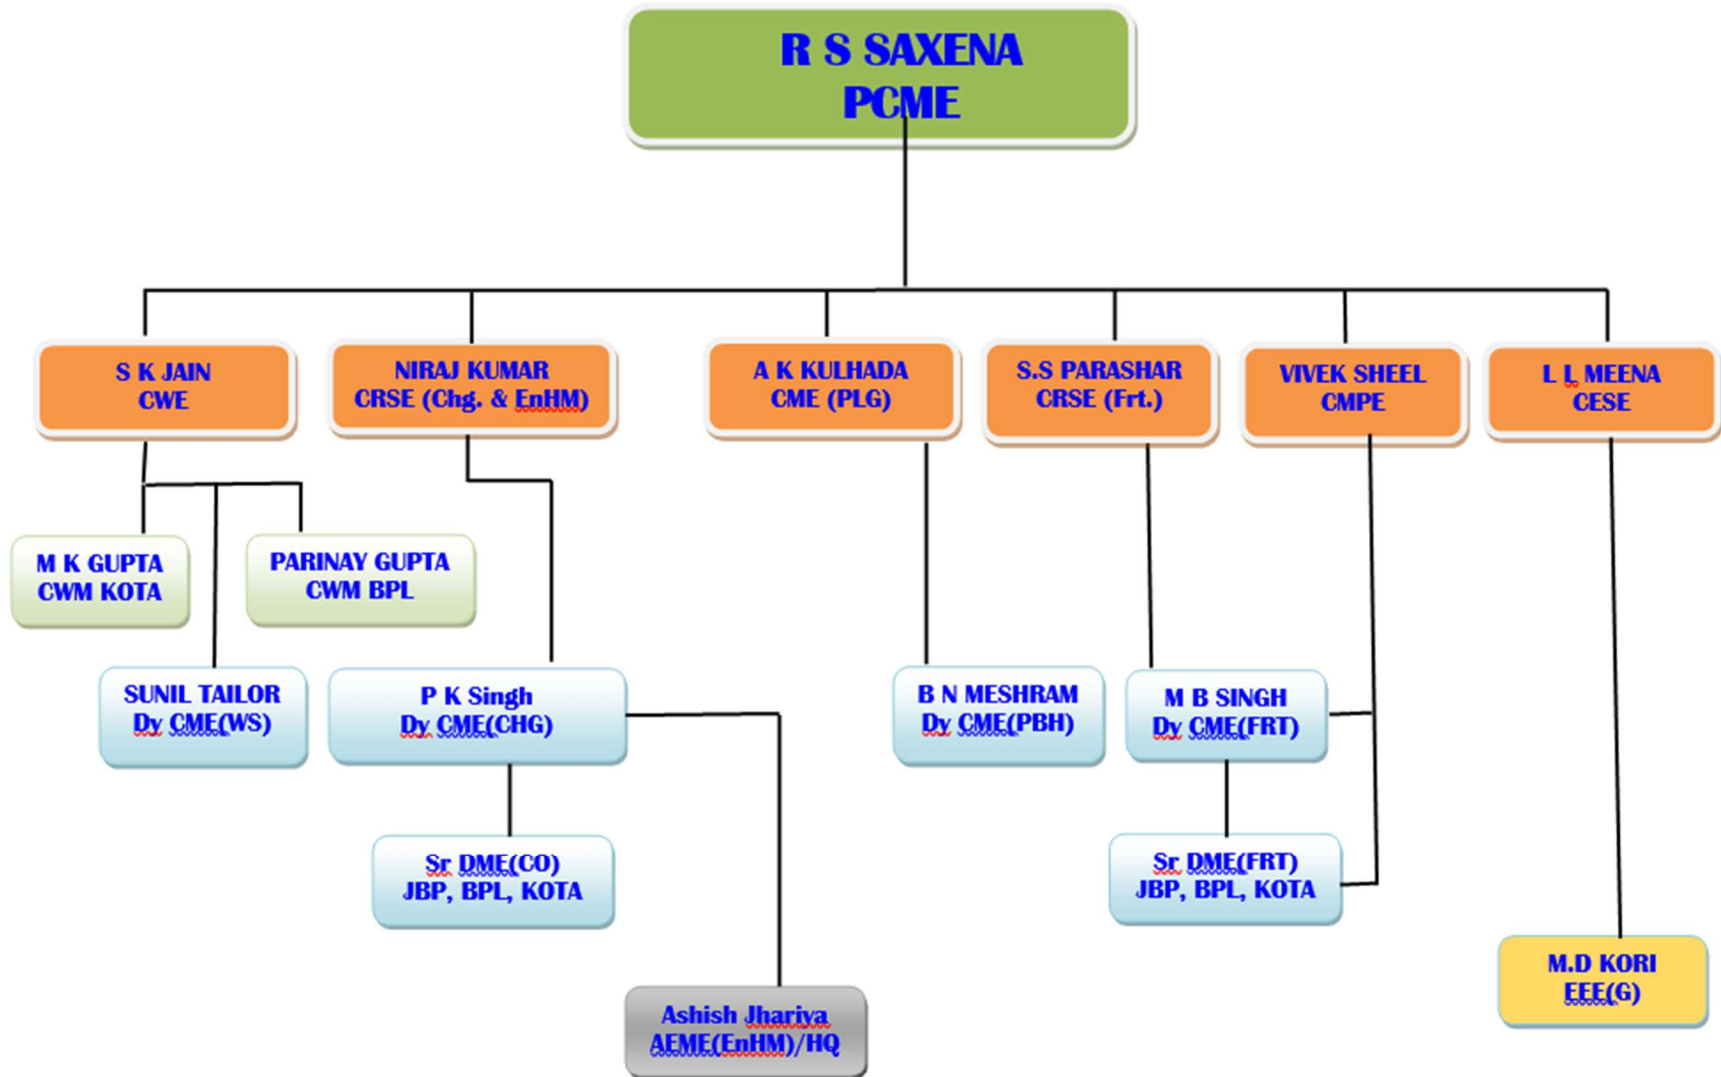 R S SAXENA
PCME
S K JAIN
CWE
NIRAJ KUMAR
CRSE (Chg. & EnHM)
A K KULHADA
CME (PLG)
S.S PARASHAR
CRSE (Frt.)
VIVEK SHEEL
CMPE
L L MEENA
CESE
M K GUPTA
CWM KOTA
PARINAY GUPTA
CWM BPL
SUNIL TAILOR
Dy CME(WS)
P K Singh
Dy CME(CHG)
B N MESHRAM
Dy CME(PBH)
M B SINGH
Dy CME(FRT)
Sr DME(CO)
JBP, BPL, KOTA
Sr DME(FRT)
JBP, BPL, KOTA
M.D KORI
EEE(G)
Ashish Jhariya
AEME(EnHM)/HQ